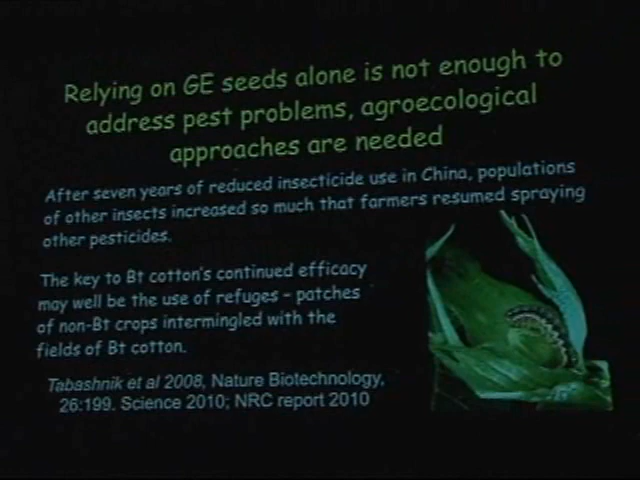 Relying on GE seeds alone is not enough to
address pest problems, agroecological
approaches are needed
After seven years of reduced insecticide use in China, populations
of other insects increased so much that farmers resumed spraying
other pesticides.
The key to Bt cotton's continued efficacy
may well be the use of refuges – patches
of non-Bt crops intermingled with the
fields of Bt cotton.
Tabashnik et al 2008, Nature Biotechnology,
26:199. Science 2010; NRC report 2010